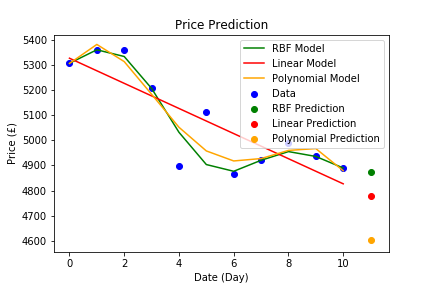 Price Prediction
5400
5300
5200
5100
5000
4900
4800
4700
4600
Price (£)
RBF Model
Linear Model
Polynomial Model
Data
RBF Prediction
Linear Prediction
Polynomial Prediction
0 2 4 6 8 10
Date (Day)